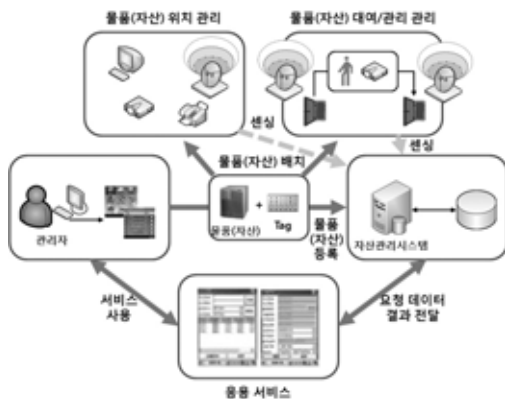 물품(자산) 위치 관리
물품(자산) 대여/관리 관리
센싱
센싱
물품(자산) 배치
관리자
물품(자산)
+
Tag
물품
(자산)
등록
자산관리시스템
서비스
사용
요청 데이터
결과 전달
응용 서비스